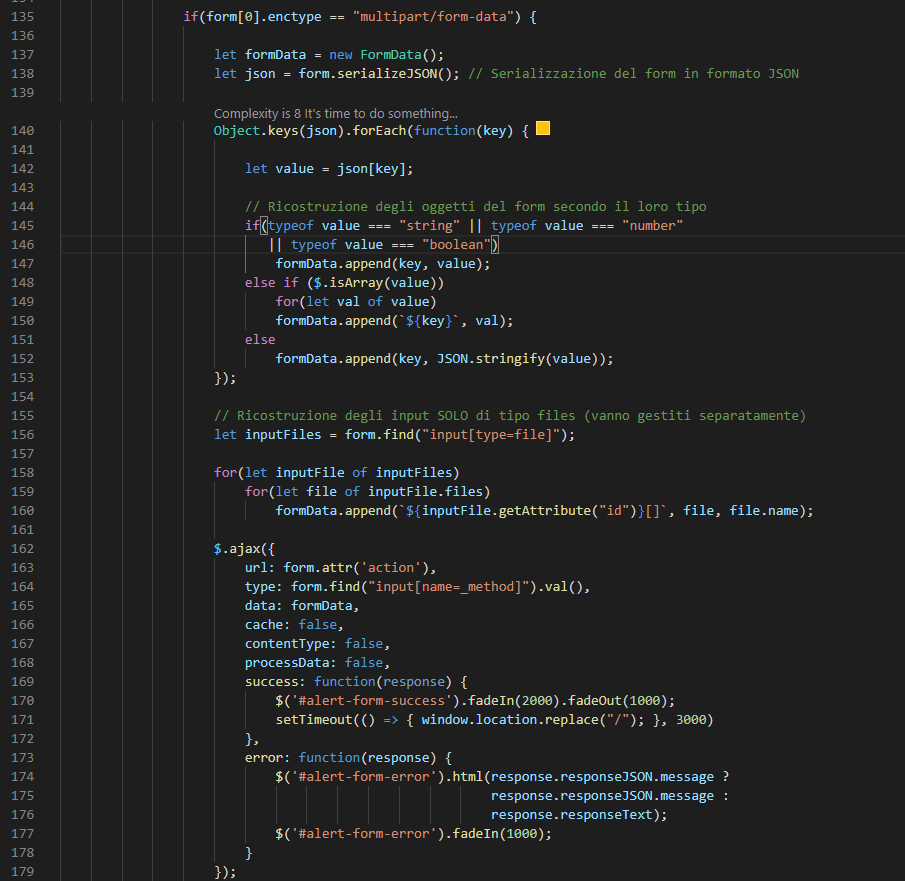 135 if(form[0].enctype == "multipart/form-data") {
136
137 let formData = new FormData();
138 let json = form.serializeJSON(); // Serializzazione del form in formato JSON
139
Complexity is 8 It's time to do something...
140 Object.keys(json).forEach(function(key) {
141
142 let value = json[key];
143
144 // Ricostruzione degli oggetti del form secondo il loro tipo
145 if(typeof value === "string" || typeof value === "number"
146 || typeof value === "boolean")
147 formData.append(key, value);
148 else if ($.isArray(value))
149 for(let val of value)
150 formData.append(`${key}`, val);
151 else
152 formData.append(key, JSON.stringify(value));
153 });
154
155 // Ricostruzione degli input SOLO di tipo files (vanno gestiti separatamente)
156 let inputFiles = form.find("input[type=file]");
157
158 for(let inputFile of inputFiles)
159 for(let file of inputFile.files)
160 formData.append(`${inputFile.getAttribute("id")}[]`, file, file.name);
161
162 $.ajax({
163 url: form.attr('action'),
164 type: form.find("input[name=_method]").val(),
165 data: formData,
166 cache: false,
167 contentType: false,
168 processData: false,
169 success: function(response) {
170 $('#alert-form-success').fadeIn(2000).fadeOut(1000);
171 setTimeout(() => { window.location.replace("/"); }, 3000)
172 },
173 error: function(response) {
174 $('#alert-form-error').html(response.responseJSON.message ?
175 response.responseJSON.message :
176 response.responseText);
177 $('#alert-form-error').fadeIn(1000);
178 }
179 });